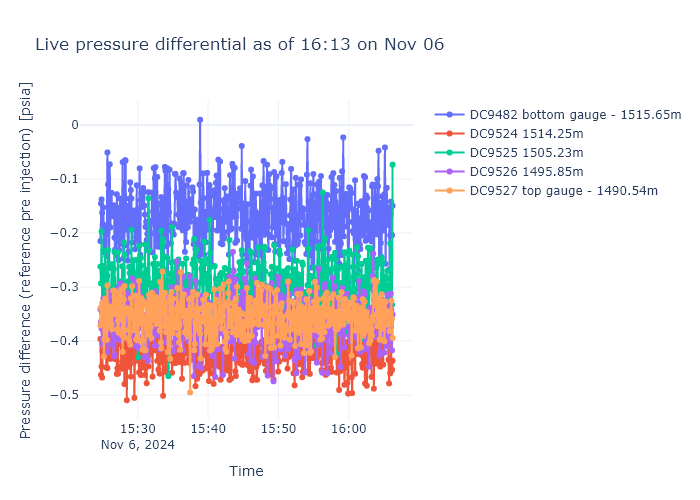 Live pressure differential as of 16:13 on Nov 06
Pressure difference (reference pre injection) [psia]
0
−0.1
−0.2
−0.3
−0.4
−0.5
15:30
Nov 6, 2024
15:40
15:50
16:00
Time
DC9482 bottom gauge - 1515.65m
DC9524 1514.25m
DC9525 1505.23m
DC9526 1495.85m
DC9527 top gauge - 1490.54m